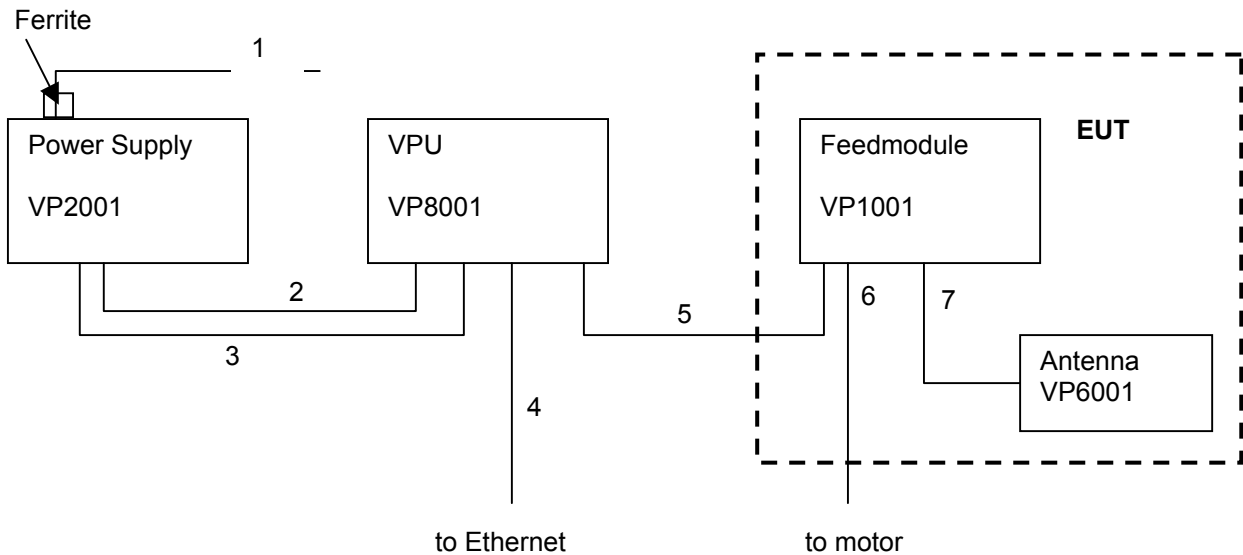 Ferrite
1
Power Supply
VP2001
VPU
VP8001
Feedmodule
VP1001
EUT
2
3
4
5
6
7
Antenna
VP6001
to Ethernet
to motor